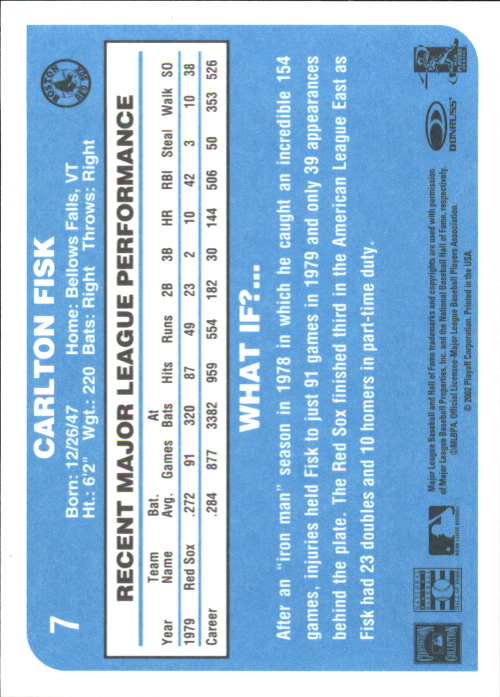 7
CARLTON FISK
BOSTON RED SOX
Born: 12/26/47 Home: Bellows Falls, VT
Ht.: 6'2" Wgt.: 220 Bats: Right Throws: Right
RECENT MAJOR LEAGUE PERFORMANCE
Team Bat. At
Year Name Avg. Games Bats Hits Runs 2B 3B HR RBI Steal Walk SO
1979 Red Sox .272 91 320 87 49 23 2 10 42 3 10 38
Career .284 877 3382 959 554 182 30 144 506 50 353 526
WHAT IF?...
After an "iron man" season in 1978 in which he caught an incredible 154
games, injuries held Fisk to just 91 games in 1979 and only 39 appearances
behind the plate. The Red Sox finished third in the American League East as
Fisk had 23 doubles and 10 homers in part-time duty.
COOPERSTOWN
COLLECTION
Major League Baseball and Hall of Fame trademarks and copyrights are used with permission
of Major League Baseball Properties, Inc. and the National Baseball Hall of Fame, respectively.
©MLBPA. Official Licensee-Major League Baseball Players Association.
© 2002 Playoff Corporation. Printed in the USA.
DONRUSS